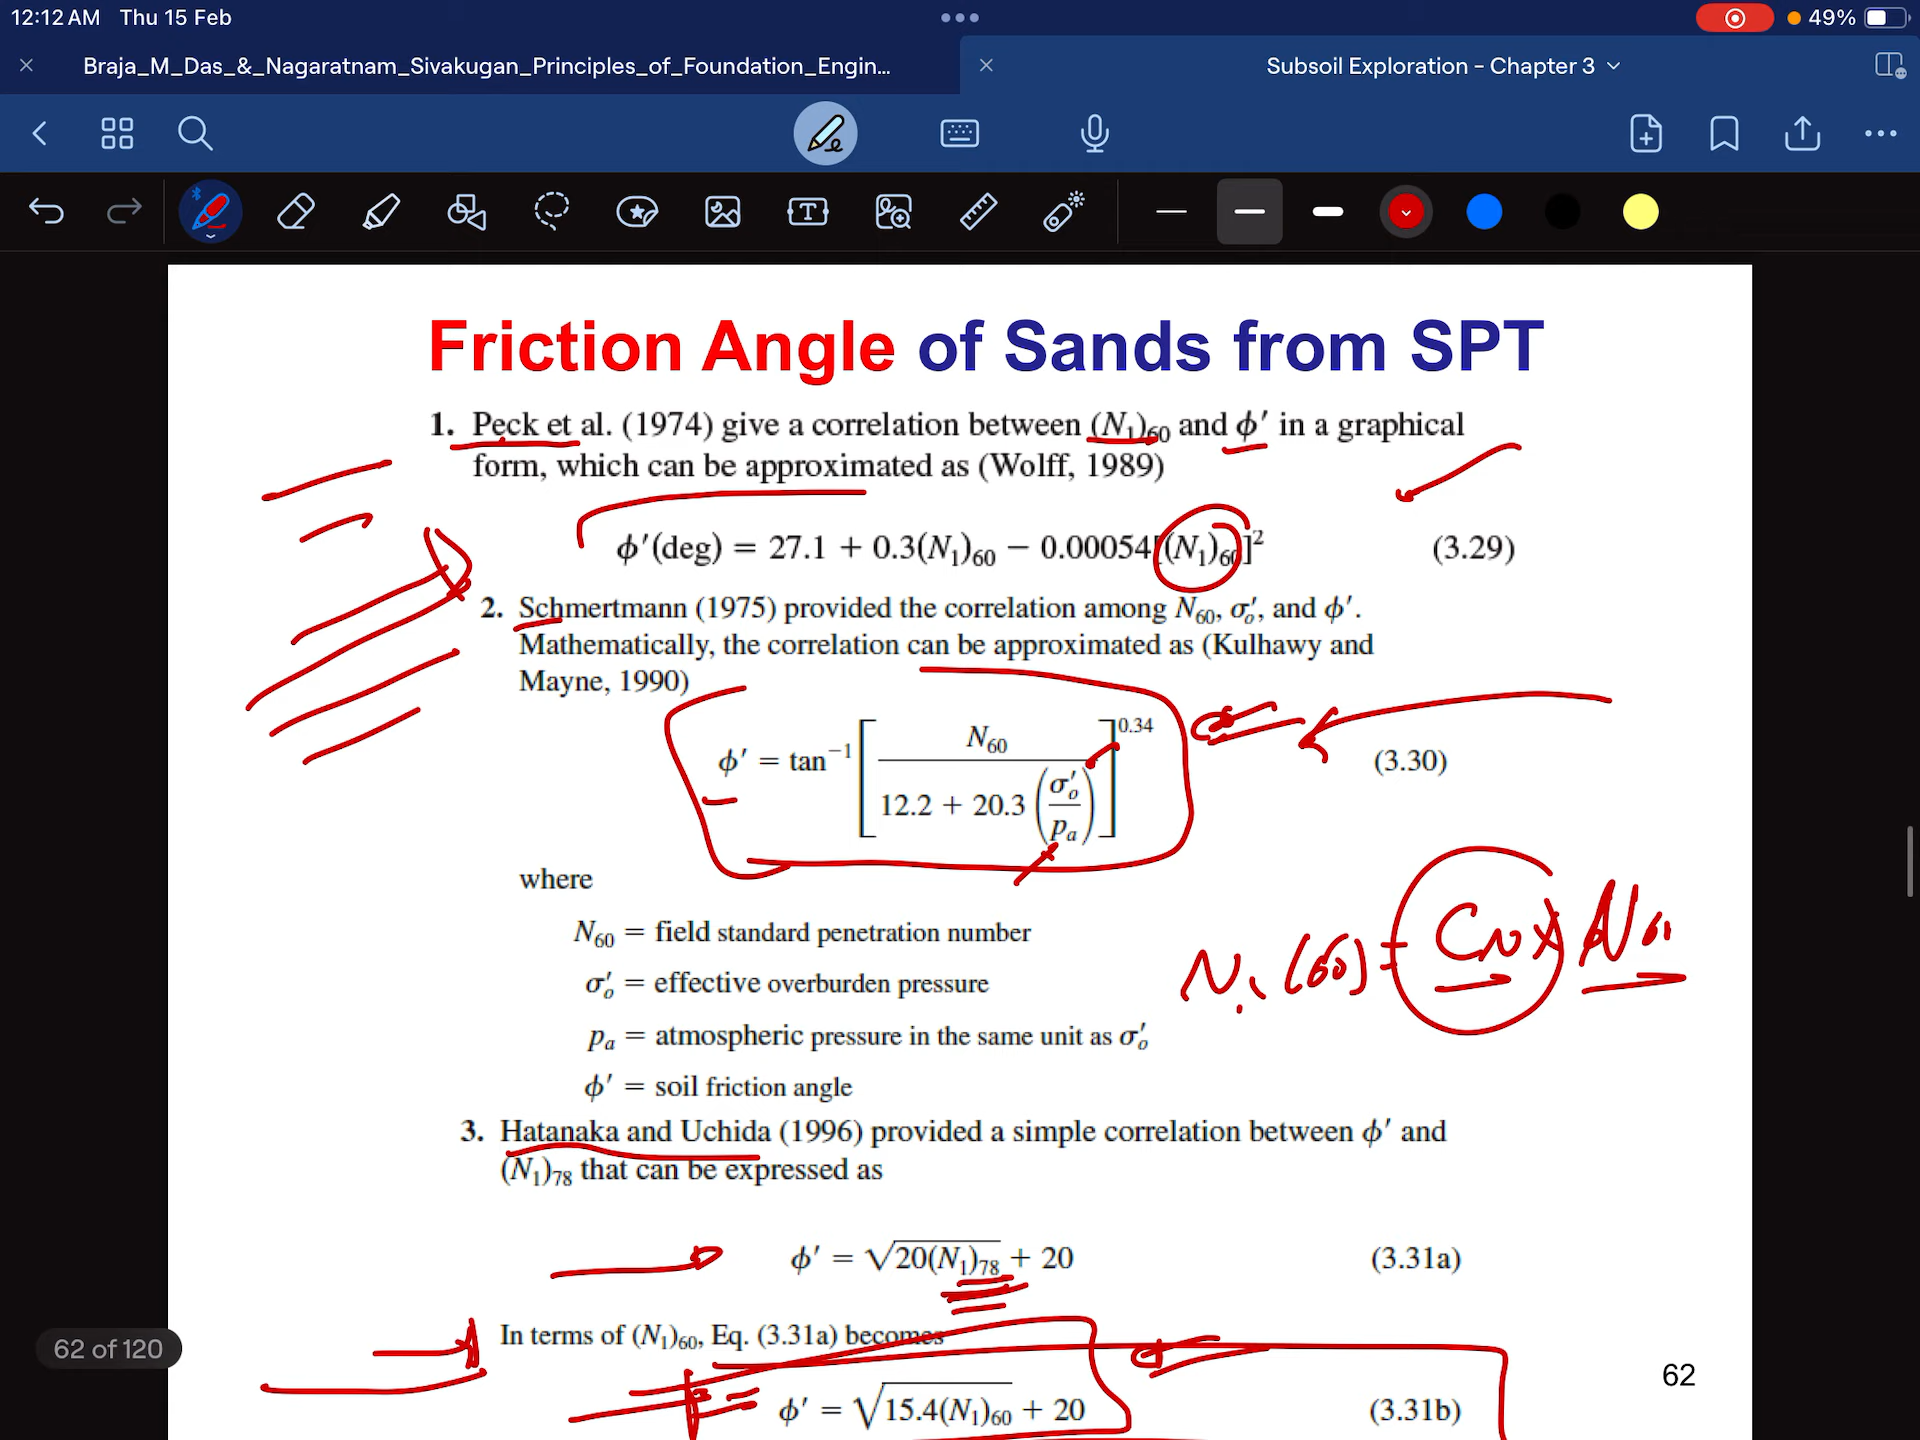 12:12 AM Thu 15 Feb
49%
Braja_M_Das_&_Nagaratnam_Sivakugan_Principles_of_Foundation_Engin...
Subsoil Exploration - Chapter 3
Friction Angle of Sands from SPT
1. Peck et al. (1974) give a correlation between (N₁)₆₀ and ϕ′ in a graphical
form, which can be approximated as (Wolff, 1989)
ϕ′(deg) = 27.1 + 0.3(N₁)₆₀ − 0.00054[(N₁)₆₀]² (3.29)
2. Schmertmann (1975) provided the correlation among N₆₀, σ′ₒ, and ϕ′.
Mathematically, the correlation can be approximated as (Kulhawy and
Mayne, 1990)
ϕ′ = tan⁻¹ [N₆₀ / (12.2 + 20.3 (σ′ₒ / pₐ))]^0.34 (3.30)
where
N₆₀ = field standard penetration number
σ′ₒ = effective overburden pressure
N₁(60) = CN × N₆₀
pₐ = atmospheric pressure in the same unit as σ′ₒ
ϕ′ = soil friction angle
3. Hatanaka and Uchida (1996) provided a simple correlation between ϕ′ and
(N₁)₇₈ that can be expressed as
ϕ′ = √20(N₁)₇₈ + 20 (3.31a)
In terms of (N₁)₆₀, Eq. (3.31a) becomes
62 of 120
62
ϕ′ = √15.4(N₁)₆₀ + 20 (3.31b)